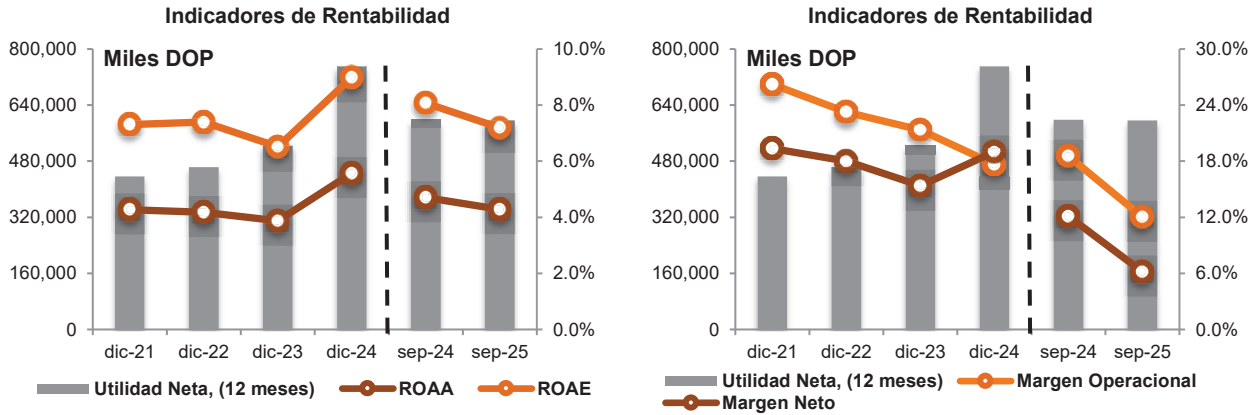 Indicadores de Rentabilidad
Miles DOP
800,000
640,000
480,000
320,000
160,000
0
10.0%
8.0%
6.0%
4.0%
2.0%
0.0%
dic-21 dic-22 dic-23 dic-24 sep-24 sep-25
Utilidad Neta, (12 meses) ROAA ROAE
Indicadores de Rentabilidad
Miles DOP
800,000
640,000
480,000
320,000
160,000
0
30.0%
24.0%
18.0%
12.0%
6.0%
0.0%
dic-21 dic-22 dic-23 dic-24 sep-24 sep-25
Utilidad Neta, (12 meses) Margen Operacional
Margen Neto